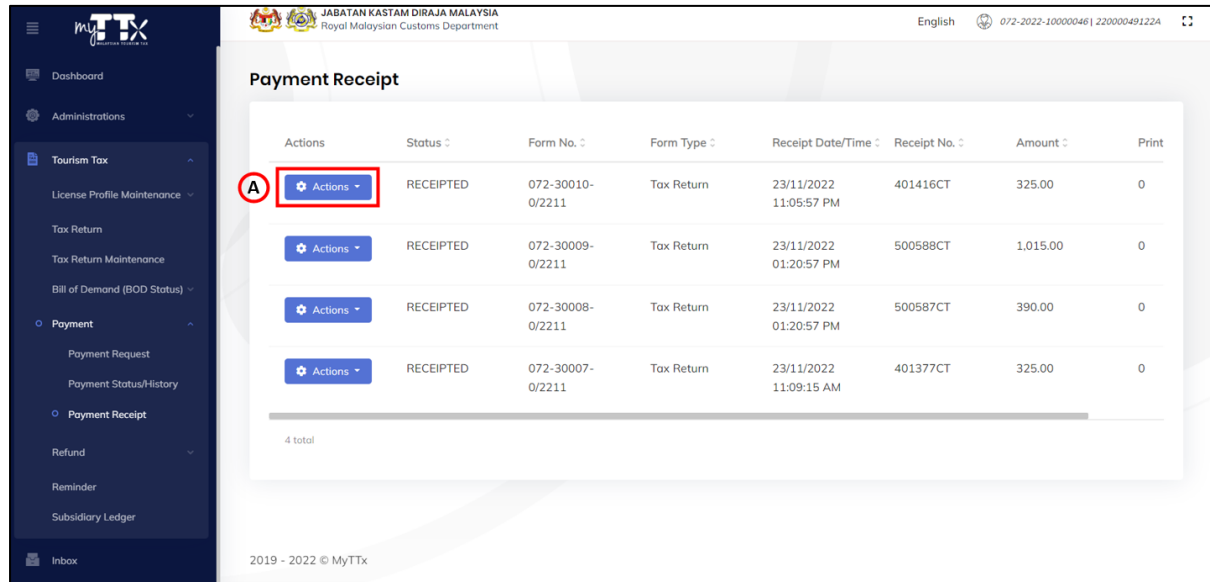 myTTx
MALAYSIAN TOURISM TAX
JABATAN KASTAM DIRAJA MALAYSIA
Royal Malaysian Customs Department
English
072-2022-10000046| 22000049122A
Dashboard
Administrations
Tourism Tax
License Profile Maintenance
Tax Return
Tax Return Maintenance
Bill of Demand (BOD Status)
Payment
Payment Request
Payment Status/History
Payment Receipt
Refund
Reminder
Subsidiary Ledger
Inbox
Payment Receipt
Actions Status Form No. Form Type Receipt Date/Time Receipt No. Amount Print
A
Actions RECEIPTED 072-30010- Tax Return 23/11/2022 401416CT 325.00 0
0/2211 11:05:57 PM
Actions RECEIPTED 072-30009- Tax Return 23/11/2022 500588CT 1,015.00 0
0/2211 01:20:57 PM
Actions RECEIPTED 072-30008- Tax Return 23/11/2022 500587CT 390.00 0
0/2211 01:20:57 PM
Actions RECEIPTED 072-30007- Tax Return 23/11/2022 401377CT 325.00 0
0/2211 11:09:15 AM
4 total
2019 - 2022 © MyTTx